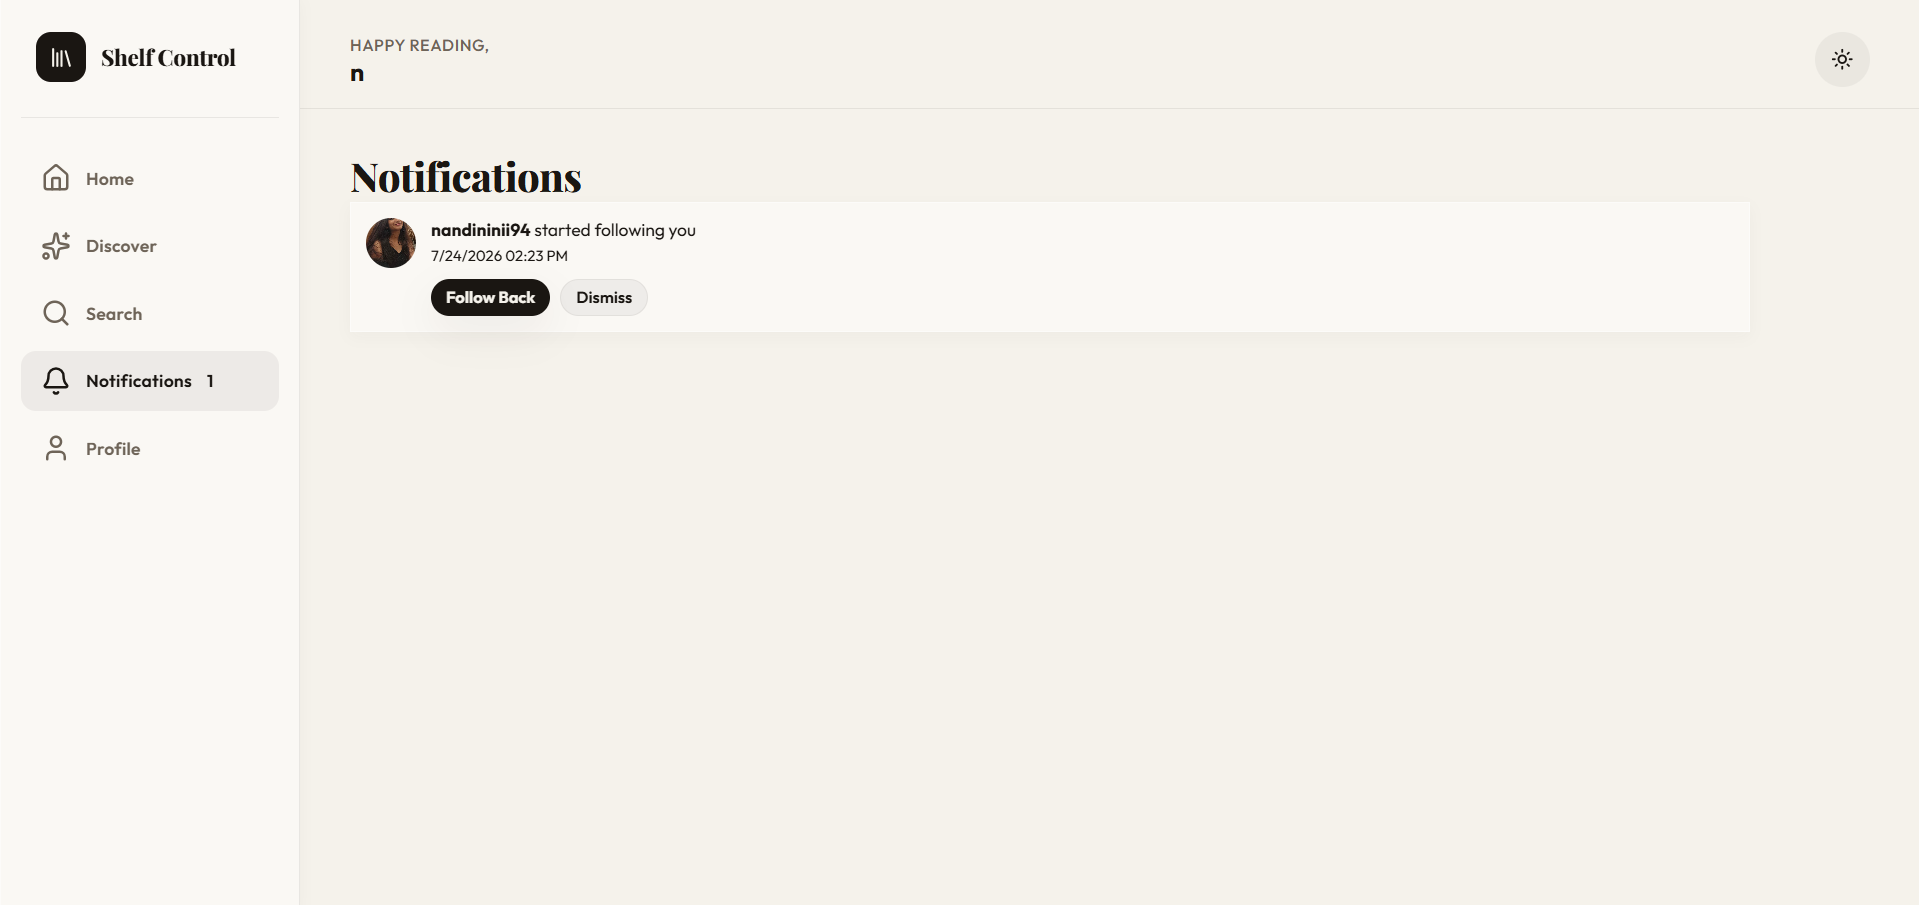 Shelf Control
Home
Discover
Search
Notifications 1
Profile
HAPPY READING,
n
Notifications
nandininii94 started following you
7/24/2026 02:23 PM
Follow Back Dismiss